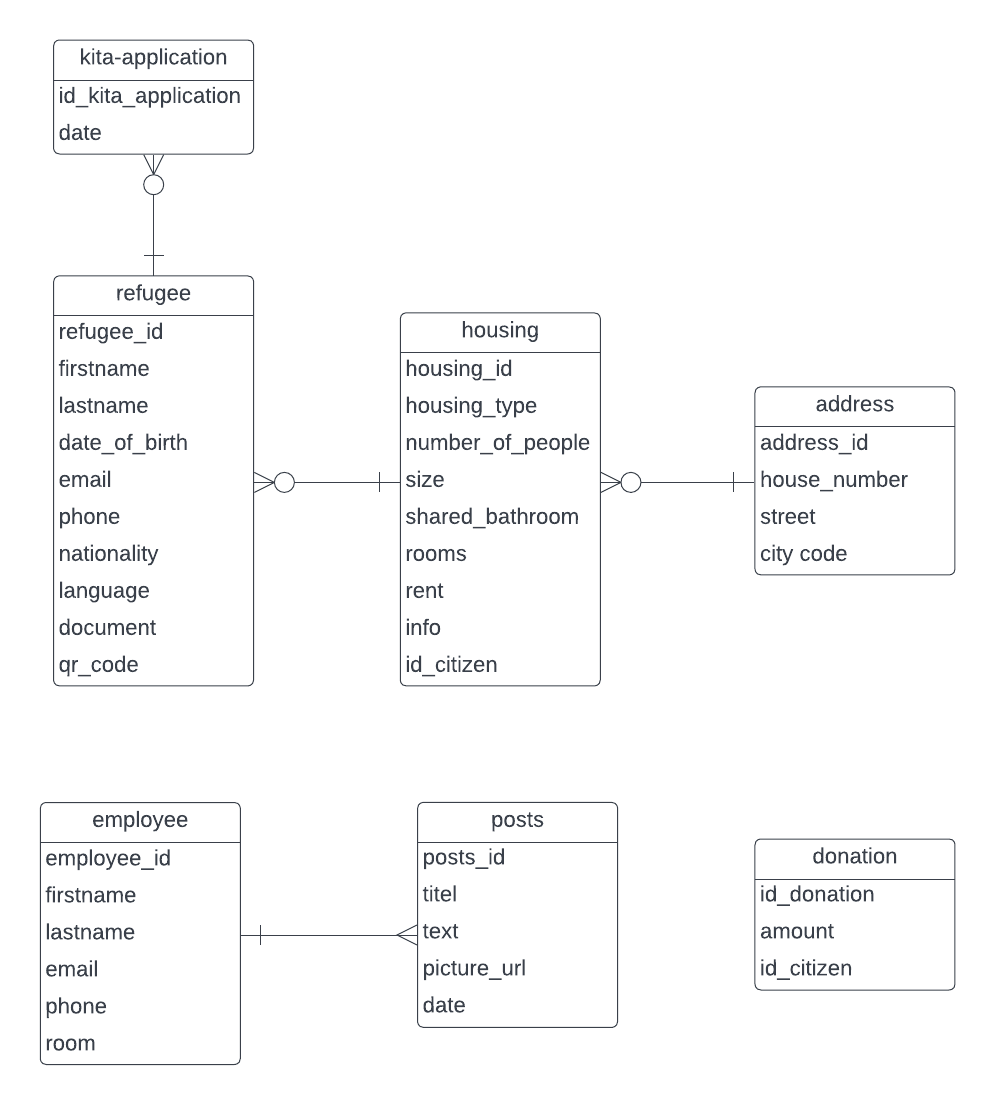 kita-application
id_kita_application
date
refugee
refugee_id
firstname
lastname
date_of_birth
email
phone
nationality
language
document
qr_code
housing
housing_id
housing_type
number_of_people
size
shared_bathroom
rooms
rent
info
id_citizen
address
address_id
house_number
street
city code
employee
employee_id
firstname
lastname
email
phone
room
posts
posts_id
titel
text
picture_url
date
donation
id_donation
amount
id_citizen